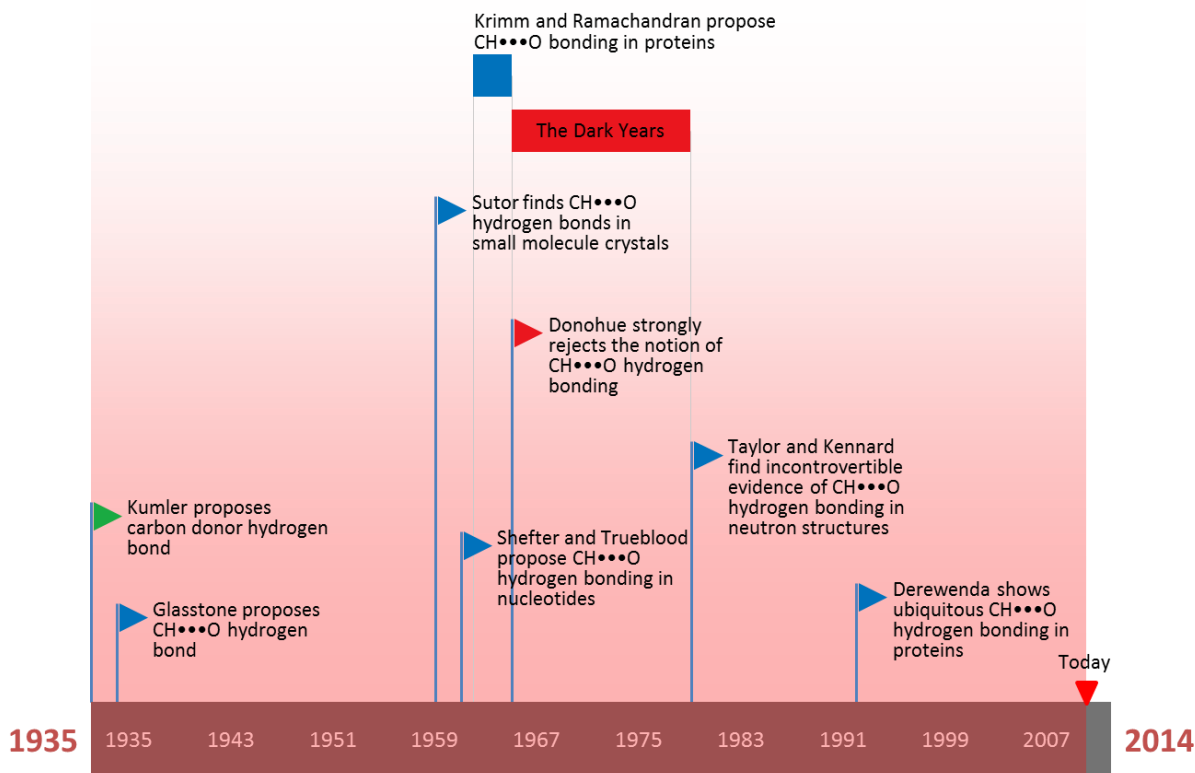 Krimm and Ramachandran propose
CH•••O bonding in proteins
The Dark Years
Sutor finds CH•••O
hydrogen bonds in
small molecule crystals
Donohue strongly
rejects the notion of
CH•••O hydrogen
bonding
Taylor and Kennard
find incontrovertible
evidence of CH•••O
hydrogen bonding in
neutron structures
Kumler proposes
carbon donor hydrogen
bond
Shefter and Trueblood
propose CH•••O
hydrogen bonding in
nucleotides
Glasstone proposes
CH•••O hydrogen
bond
Derewenda shows
ubiquitous CH•••O
hydrogen bonding in
proteins
Today
1935 1935 1943 1951 1959 1967 1975 1983 1991 1999 2007 2014